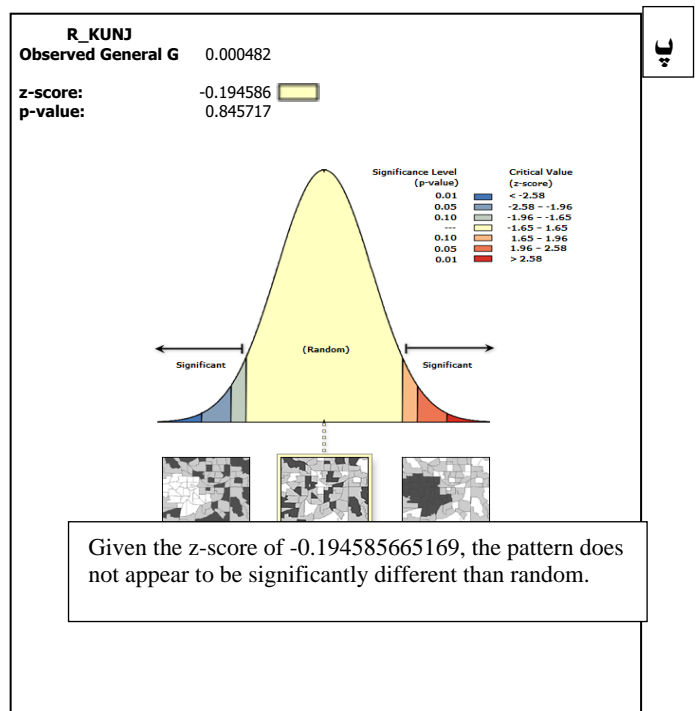 R_KUNJ
Observed General G 0.000482
پ
z-score: -0.194586
p-value: 0.845717
Significance Level (p-value) Critical Value (z-score)
0.01 < -2.58
0.05 -2.58 - -1.96
0.10 -1.96 - -1.65
--- -1.65 - 1.65
0.10 1.65 - 1.96
0.05 1.96 - 2.58
0.01 > 2.58
Significant (Random) Significant
Given the z-score of -0.194585665169, the pattern does
not appear to be significantly different than random.